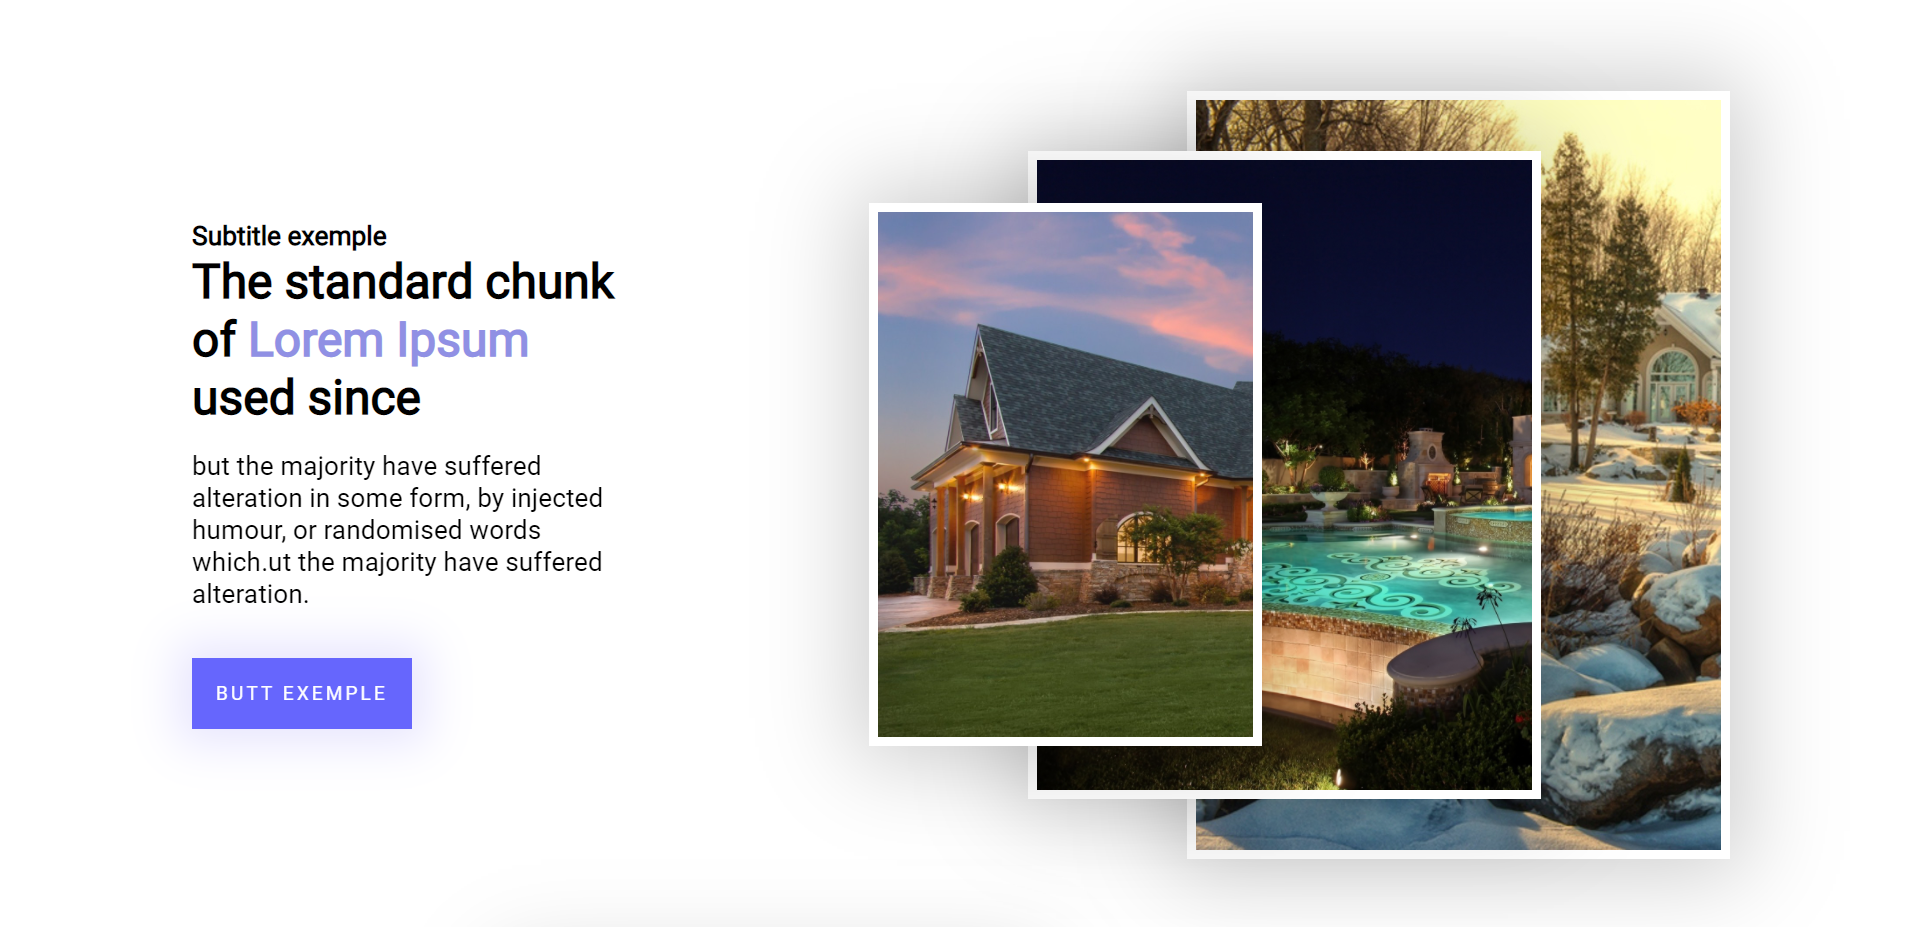 Subtitle exemple
The standard chunk
of Lorem Ipsum
used since
but the majority have suffered
alteration in some form, by injected
humour, or randomised words
which.ut the majority have suffered
alteration.
BUTT EXEMPLE